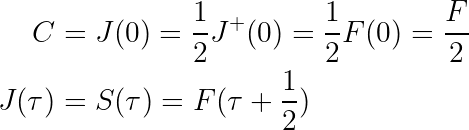 C = J(0) = \frac{1}{2} J^{+}(0) = \frac{1}{2} F(0) = \frac{F}{2}
J(\tau) = S(\tau) = F(\tau + \frac{1}{2})